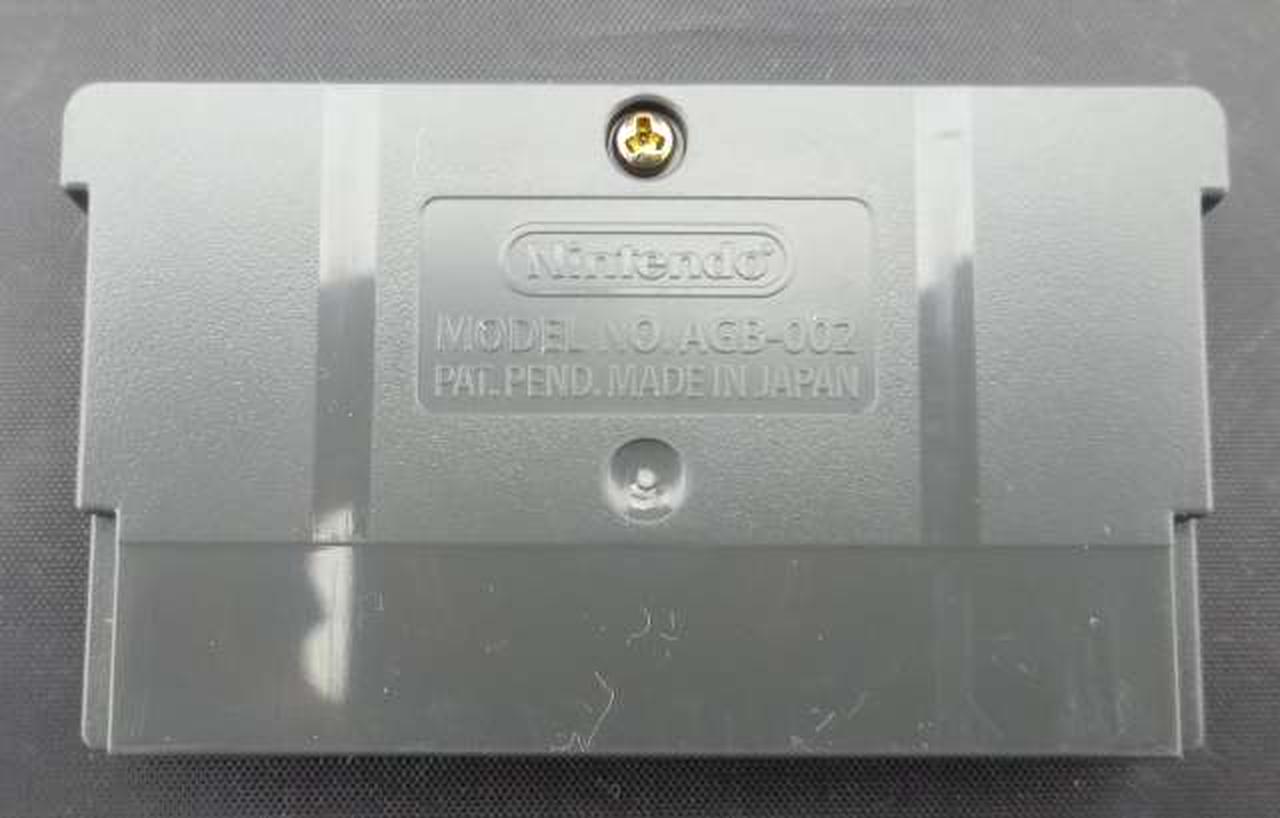 Nintendo®
MODEL NO. AGB-002
PAT. PEND. MADE IN JAPAN